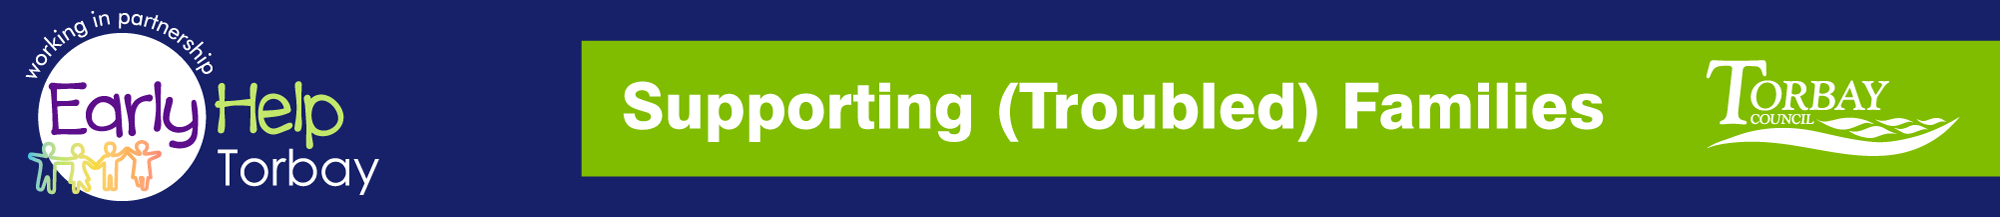 working in partnership
Early Help
Torbay
Supporting (Troubled) Families
TORBAY
COUNCIL